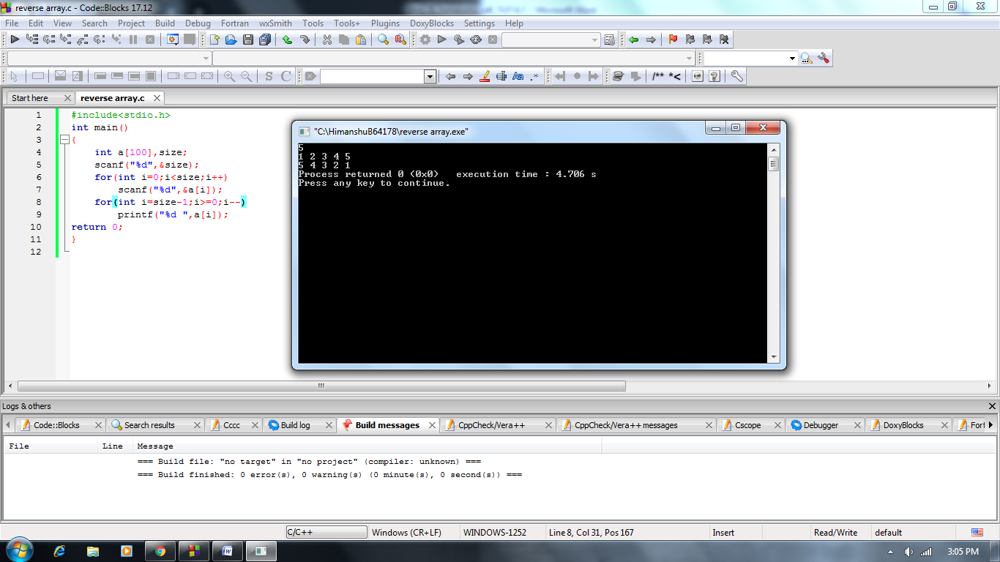 reverse array.c - Code::Blocks 17.12
File Edit View Search Project Build Debug Fortran wxSmith Tools Tools+ Plugins DoxyBlocks Settings Help
S C Aa .* /** *<
Start here reverse array.c
1 #include<stdio.h>
2 int main()
3 {
4 int a[100],size;
5 scanf("%d",&size);
6 for(int i=0;i<size;i++)
7 scanf("%d",&a[i]);
8 for(int i=size-1;i>=0;i--)
9 printf("%d ",a[i]);
10 return 0;
11 }
12
"C:\HimanshuB64178\reverse array.exe"
5
1 2 3 4 5
5 4 3 2 1
Process returned 0 (0x0) execution time : 4.706 s
Press any key to continue.
Logs & others
Code::Blocks Search results Cccc Build log Build messages CppCheck/Vera++ CppCheck/Vera++ messages Cscope Debugger DoxyBlocks Fort
File Line Message
=== Build file: "no target" in "no project" (compiler: unknown) ===
=== Build finished: 0 error(s), 0 warning(s) (0 minute(s), 0 second(s)) ===
C/C++ Windows (CR+LF) WINDOWS-1252 Line 8, Col 31, Pos 167 Insert Read/Write default
3:05 PM